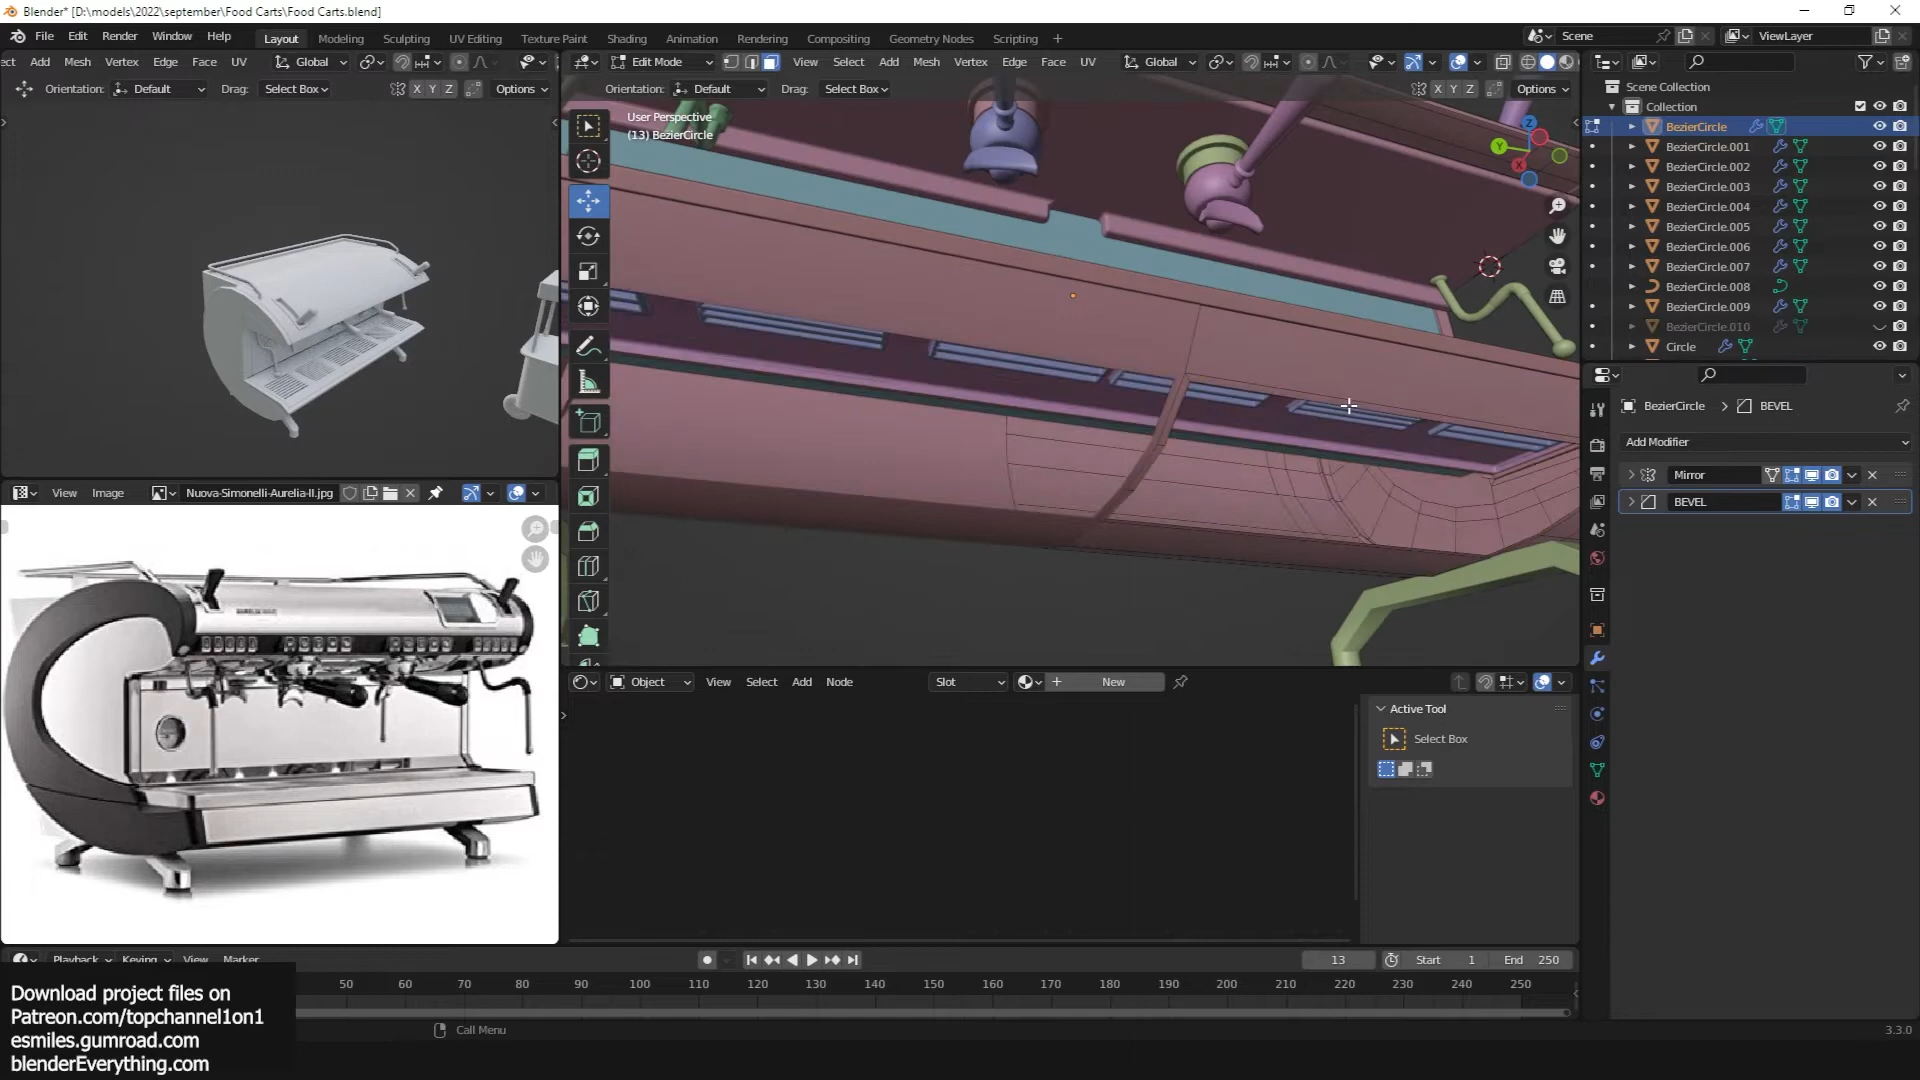 Blender* [D:\models\2022\september\Food Carts\Food Carts.blend]
File Edit Render Window Help Layout Modeling Sculpting UV Editing Texture Paint Shading Animation Rendering Compositing Geometry Nodes Scripting + Scene ViewLayer
ect Add Mesh Vertex Edge Face UV Global
Orientation: Default Drag: Select Box X Y Z Options
Edit Mode View Select Add Mesh Vertex Edge Face UV Global
Orientation: Default Drag: Select Box X Y Z Options
User Perspective
(13) BezierCircle
Z
Y
X
Scene Collection
Collection
BezierCircle
BezierCircle.001
BezierCircle.002
BezierCircle.003
BezierCircle.004
BezierCircle.005
BezierCircle.006
BezierCircle.007
BezierCircle.008
BezierCircle.009
BezierCircle.010
Circle
BezierCircle > BEVEL
Add Modifier
Mirror
BEVEL
View Image Nuova-Simonelli-Aurelia-II.jpg
Object View Select Add Node Slot New
Active Tool
Select Box
Playback Keying View Marker 13 Start 1 End 250
50 60 70 80 90 100 110 120 130 140 150 160 170 180 190 200 210 220 230 240 250
Call Menu
3.3.0
Download project files on
Patreon.com/topchannel1on1
esmiles.gumroad.com
blenderEverything.com